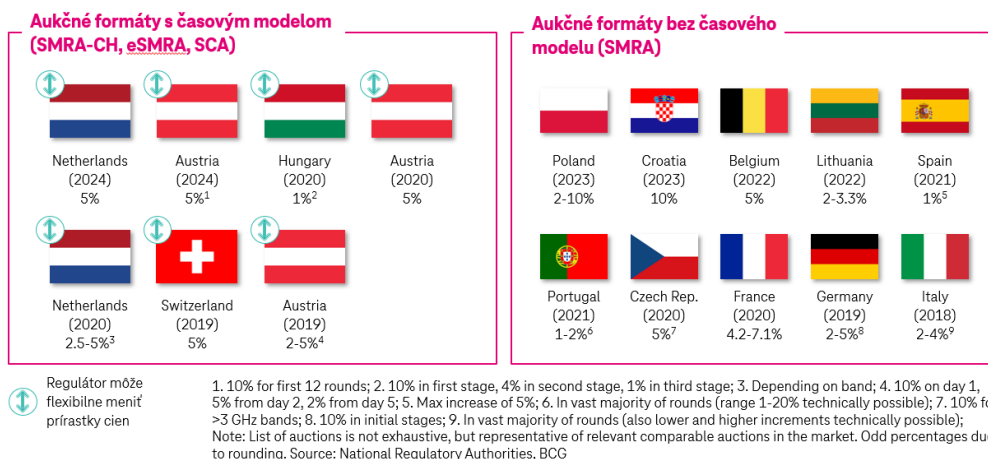 Aukčné formáty s časovým modelom
(SMRA-CH, eSMRA, SCA)
Aukčné formáty bez časového
modelu (SMRA)
Netherlands
(2024)
5%
Austria
(2024)
5%1
Hungary
(2020)
1%2
Austria
(2020)
5%
Netherlands
(2020)
2.5-5%3
Switzerland
(2019)
5%
Austria
(2019)
2-5%4
Poland
(2023)
2-10%
Croatia
(2023)
10%
Belgium
(2022)
5%
Lithuania
(2022)
2-3.3%
Spain
(2021)
1%5
Portugal
(2021)
1-2%6
Czech Rep.
(2020)
5%7
France
(2020)
4.2-7.1%
Germany
(2019)
2-5%8
Italy
(2018)
2-4%9
Regulátor môže
flexibilne meniť
prírastky cien
1. 10% for first 12 rounds; 2. 10% in first stage, 4% in second stage, 1% in third stage; 3. Depending on band; 4. 10% on day 1,
5% from day 2, 2% from day 5; 5. Max increase of 5%; 6. In vast majority of rounds (range 1-20% technically possible); 7. 10% fo
>3 GHz bands; 8. 10% in initial stages; 9. In vast majority of rounds (also lower and higher increments technically possible);
Note: List of auctions is not exhaustive, but representative of relevant comparable auctions in the market. Odd percentages du
to rounding. Source: National Regulatory Authorities, BCG